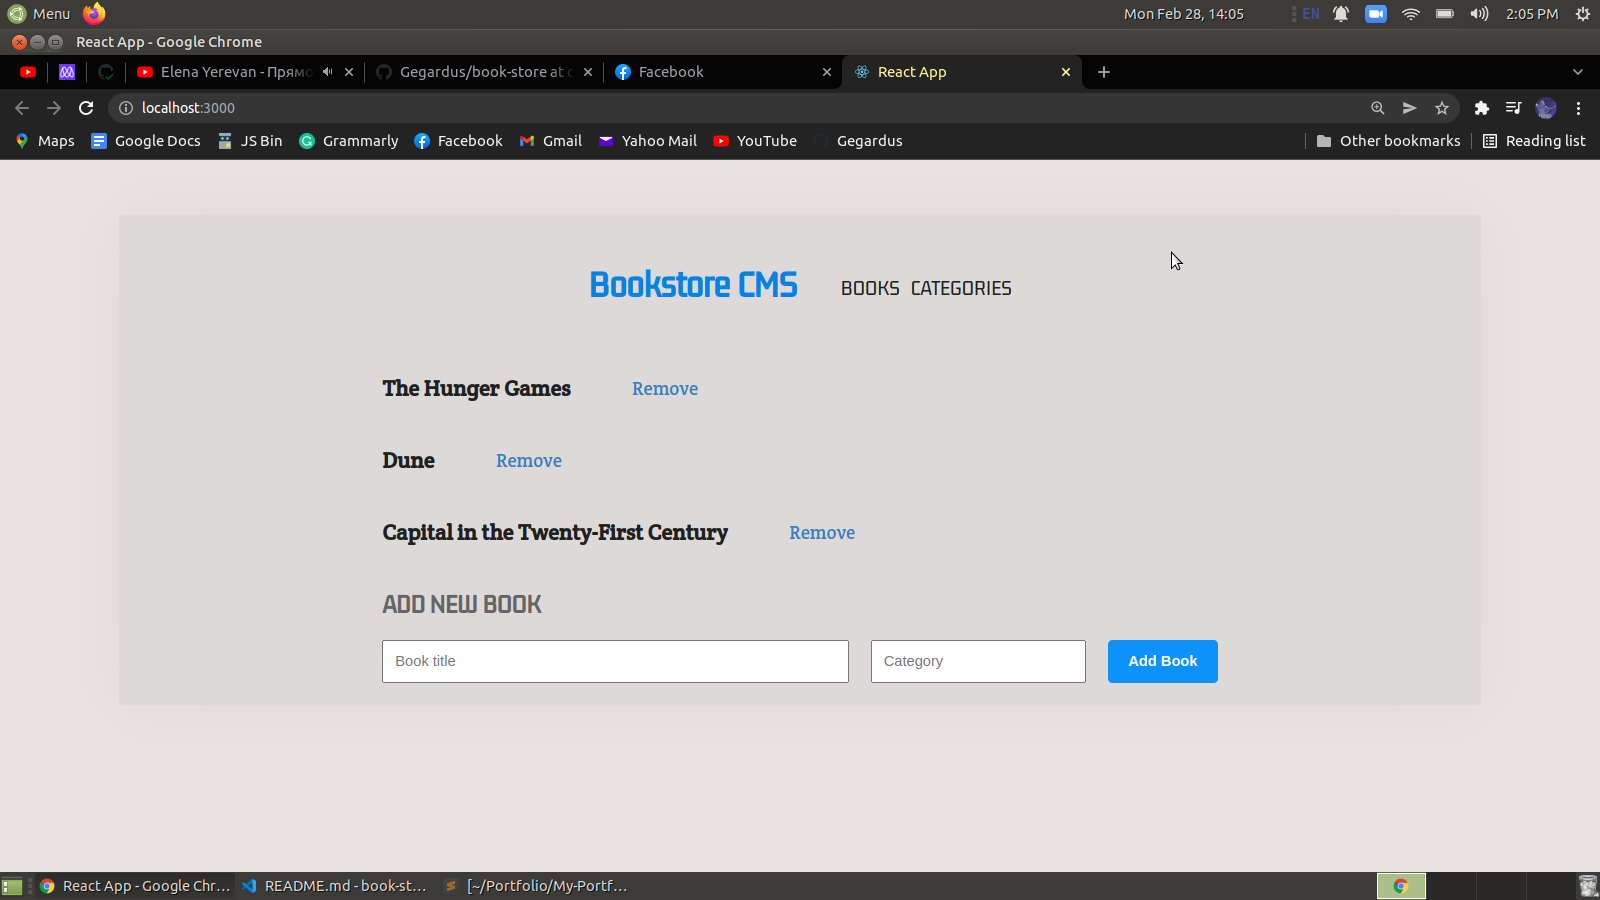 Menu
Mon Feb 28, 14:05
EN
2:05 PM
React App - Google Chrome
Elena Yerevan - Прямо
Gegardus/book-store at c
Facebook
React App
localhost:3000
Maps
Google Docs
JS Bin
Grammarly
Facebook
Gmail
Yahoo Mail
YouTube
Gegardus
Other bookmarks
Reading list
Bookstore CMS
BOOKS CATEGORIES
The Hunger Games Remove
Dune Remove
Capital in the Twenty-First Century Remove
ADD NEW BOOK
Book title
Category
Add Book
React App - Google Chr...
README.md - book-st...
[~/Portfolio/My-Portf...